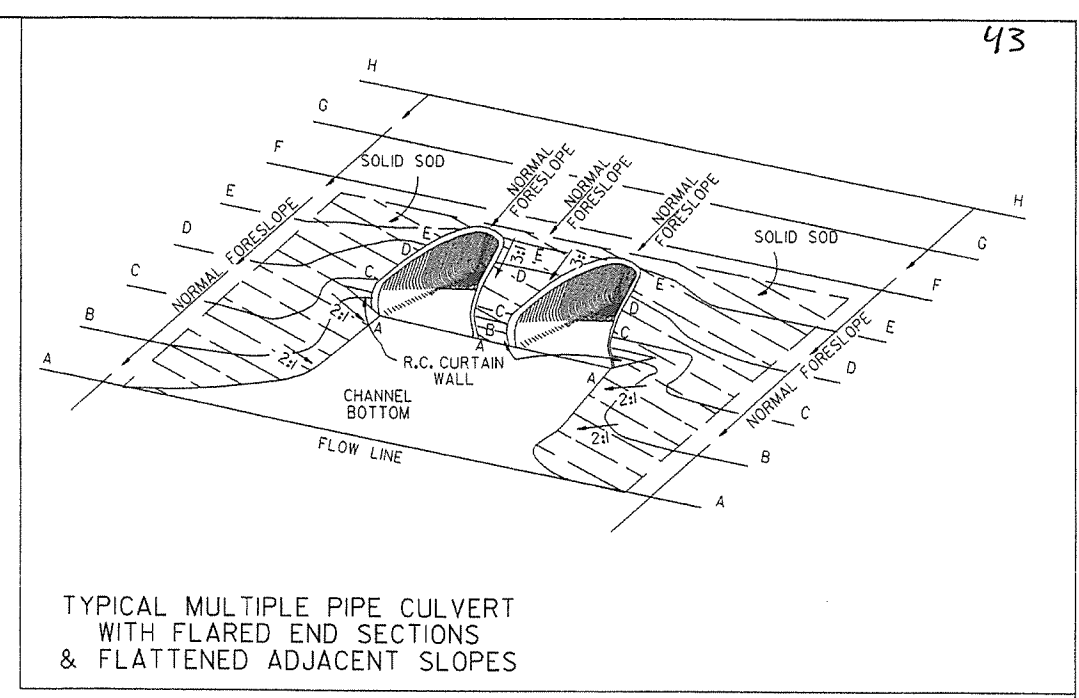 43
H
G
F
E
D
C
B
A
SOLID SOD
NORMAL FORESLOPE
NORMAL
FORESLOPE
NORMAL
FORESLOPE
NORMAL
FORESLOPE
SOLID SOD
H
G
F
E
D
C
B
A
NORMAL FORESLOPE
E
D
C
A
3:1
E
D
C
B
A
3:1
E
D
C
A
2:1
2:1
2:1
2:1
R.C. CURTAIN
WALL
CHANNEL
BOTTOM
FLOW LINE
TYPICAL MULTIPLE PIPE CULVERT
WITH FLARED END SECTIONS
& FLATTENED ADJACENT SLOPES